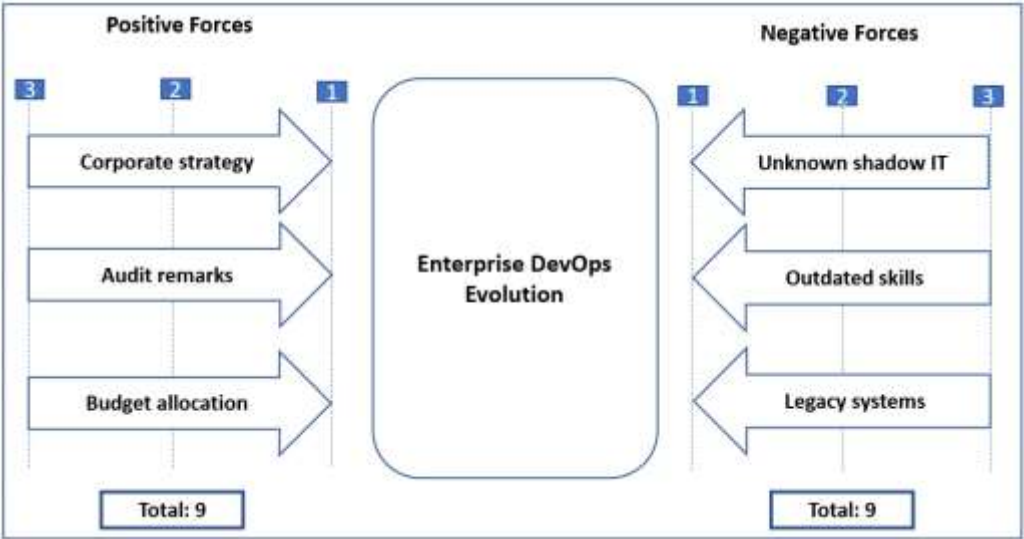 Positive Forces
Negative Forces
3
2
1
1
2
3
Corporate strategy
Unknown shadow IT
Audit remarks
Enterprise DevOps
Evolution
Outdated skills
Budget allocation
Legacy systems
Total: 9
Total: 9